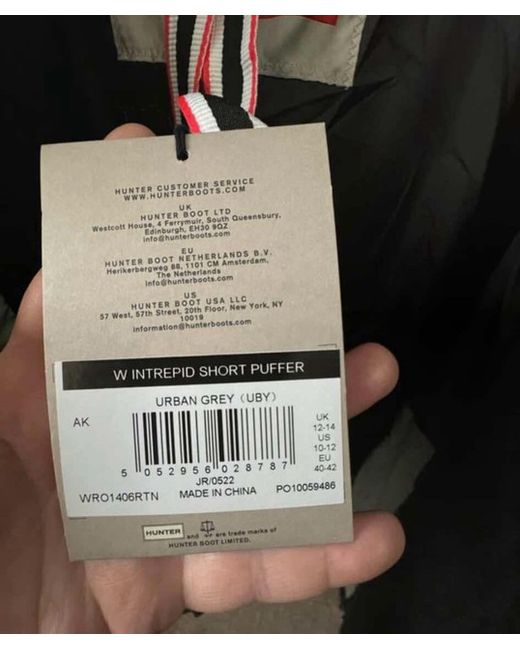 HUNTER CUSTOMER SERVICE
WWW.HUNTERBOOTS.COM
UK
HUNTER BOOT LTD
Westcott House, 4 Ferrymuir, South Queensbury,
Edinburgh, EH30 9QZ
info@hunterboots.com
EU
HUNTER BOOT NETHERLANDS B.V.
Herikerbergweg 88, 1101 CM Amsterdam,
The Netherlands
info@hunterboots.com
US
HUNTER BOOT USA LLC
57 West, 57th Street, 20th Floor, New York, NY
10019
information@hunterboots.com
W INTREPID SHORT PUFFER
URBAN GREY (UBY)
AK
UK
12-14
US
10-12
EU
40-42
5 052956 028787
JR/0522
WRO1406RTN MADE IN CHINA PO10059486
HUNTER and are trade marks of
HUNTER BOOT LIMITED.